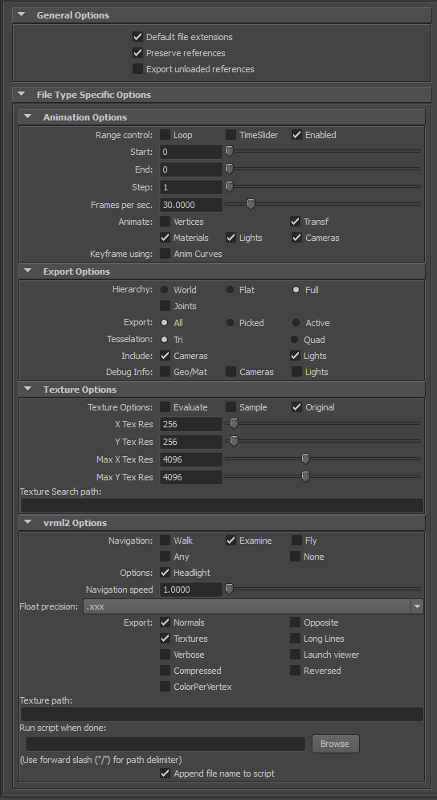 General Options
Default file extensions
Preserve references
Export unloaded references
File Type Specific Options
Animation Options
Range control: Loop TimeSlider Enabled
Start: 0
End: 0
Step: 1
Frames per sec. 30.0000
Animate: Vertices Transf
Materials Lights Cameras
Keyframe using: Anim Curves
Export Options
Hierarchy: World Flat Full
Joints
Export: All Picked Active
Tesselation: Tri Quad
Include: Cameras Lights
Debug Info: Geo/Mat Cameras Lights
Texture Options
Texture Options: Evaluate Sample Original
X Tex Res 256
Y Tex Res 256
Max X Tex Res 4096
Max Y Tex Res 4096
Texture Search path:
vrml2 Options
Navigation: Walk Examine Fly
Any None
Options: Headlight
Navigation speed 1.0000
Float precision: .xxx
Export: Normals Opposite
Textures Long Lines
Verbose Launch viewer
Compressed Reversed
ColorPerVertex
Texture path:
Run script when done:
Browse
(Use forward slash ("/") for path delimiter)
Append file name to script